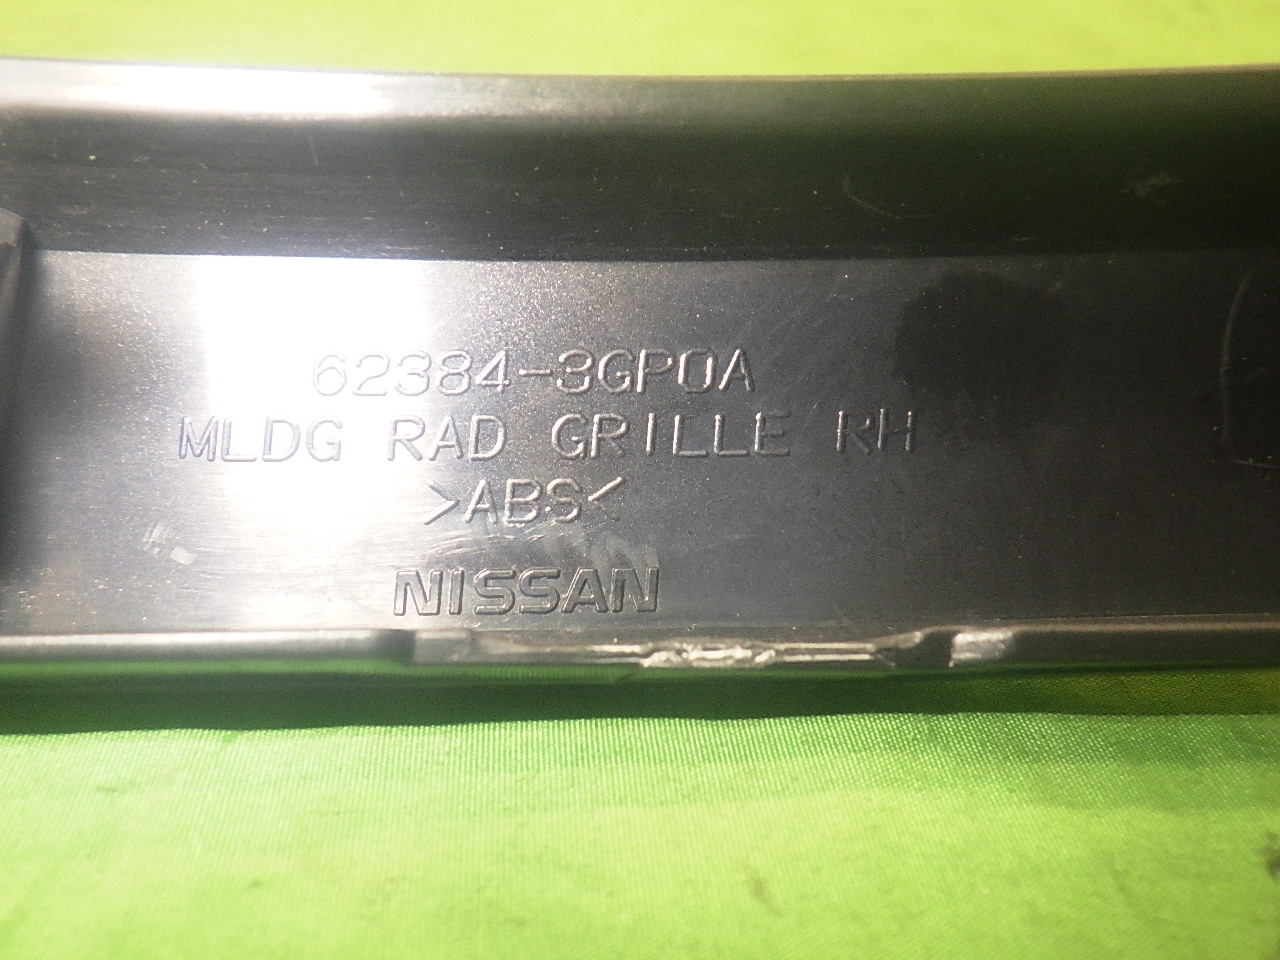 62384-3GP0A
MLDG RAD GRILLE RH
>ABS<
NISSAN